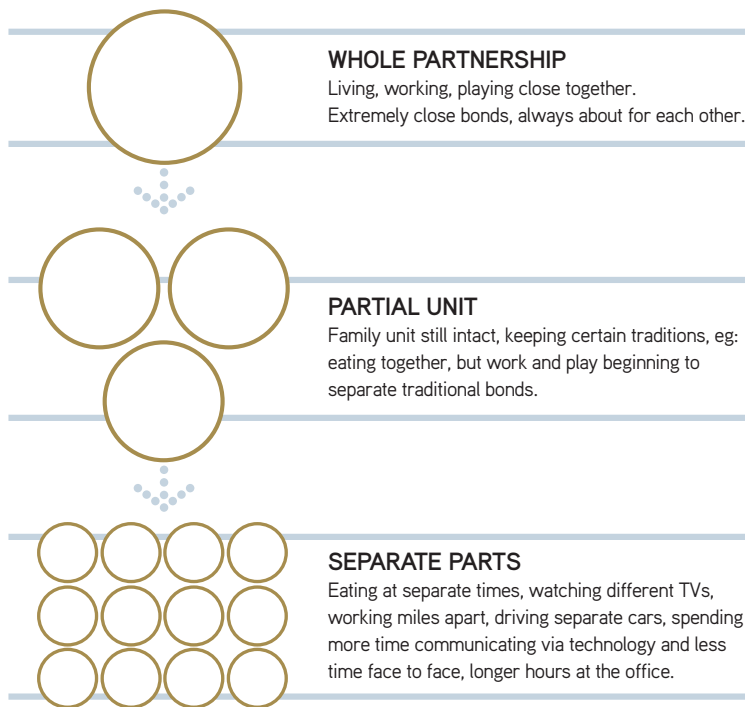 WHOLE PARTNERSHIP
Living, working, playing close together.
Extremely close bonds, always about for each other.
PARTIAL UNIT
Family unit still intact, keeping certain traditions, eg:
eating together, but work and play beginning to
separate traditional bonds.
SEPARATE PARTS
Eating at separate times, watching different TVs,
working miles apart, driving separate cars, spending
more time communicating via technology and less
time face to face, longer hours at the office.